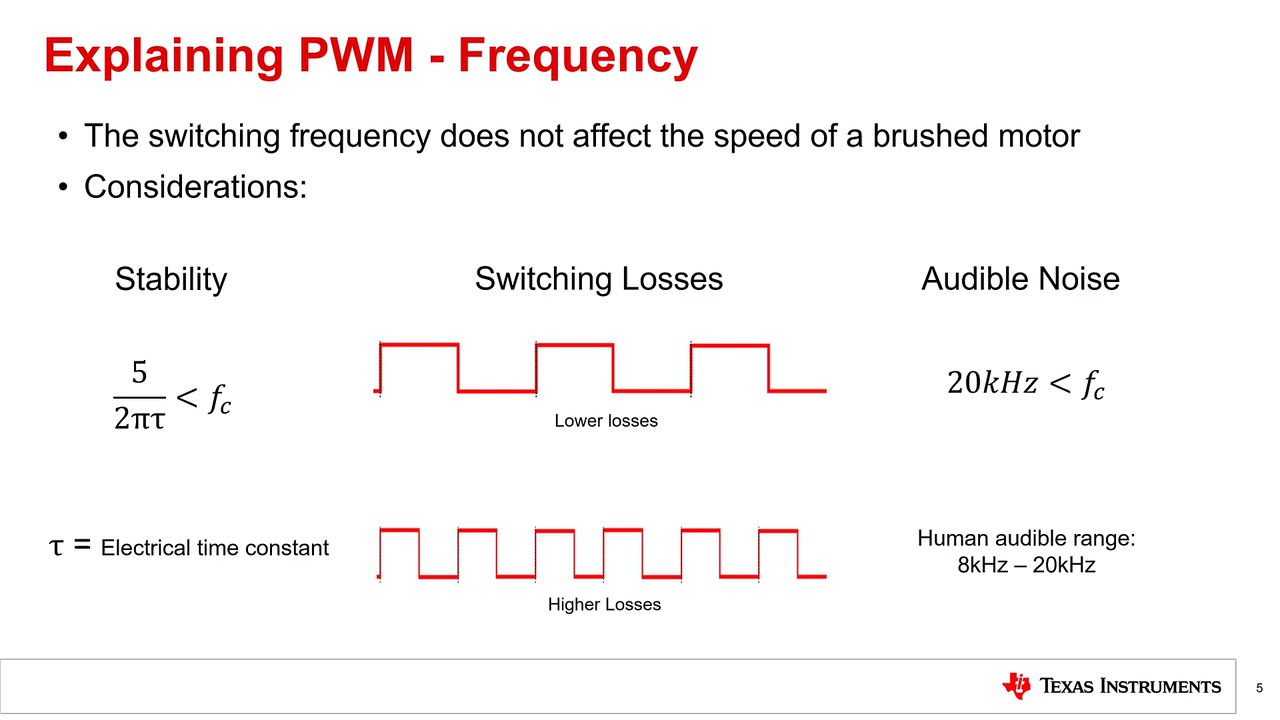 Explaining PWM - Frequency
• The switching frequency does not affect the speed of a brushed motor
• Considerations:
Stability
Switching Losses
Audible Noise
5
2πτ
< fc
Lower losses
20kHz < fc
τ = Electrical time constant
Higher Losses
Human audible range:
8kHz – 20kHz
TEXAS INSTRUMENTS
5